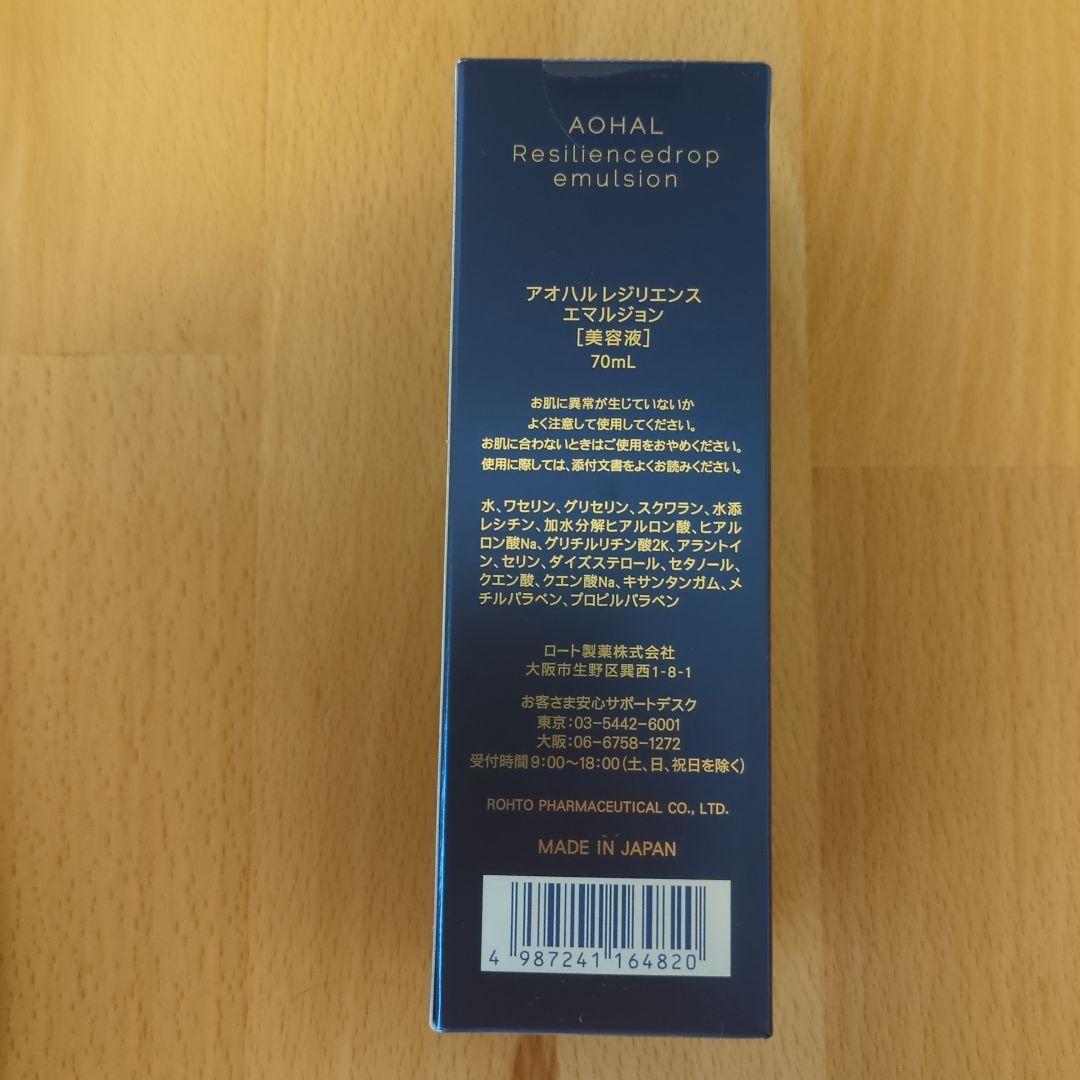 AOHAL
Resiliencedrop
emulsion
アオハル レジリエンス
エマルジョン
[美容液]
70mL
お肌に異常が生じていないか
よく注意して使用してください。
お肌に合わないときはご使用をおやめください。
使用に際しては、添付文書をよくお読みください。
水、ワセリン、グリセリン、スクワラン、水添
レシチン、加水分解ヒアルロン酸、ヒアル
ロン酸Na、グリチルリチン酸2K、アラントイ
ン、セリン、ダイズステロール、セタノール、
クエン酸、クエン酸Na、キサンタンガム、メ
チルパラベン、プロピルパラベン
ロート製薬株式会社
大阪市生野区巽西1-8-1
お客さま安心サポートデスク
東京:03-5442-6001
大阪:06-6758-1272
受付時間9:00~18:00(土、日、祝日を除く)
ROHTO PHARMACEUTICAL CO., LTD.
MADE IN JAPAN
4 987241 164820